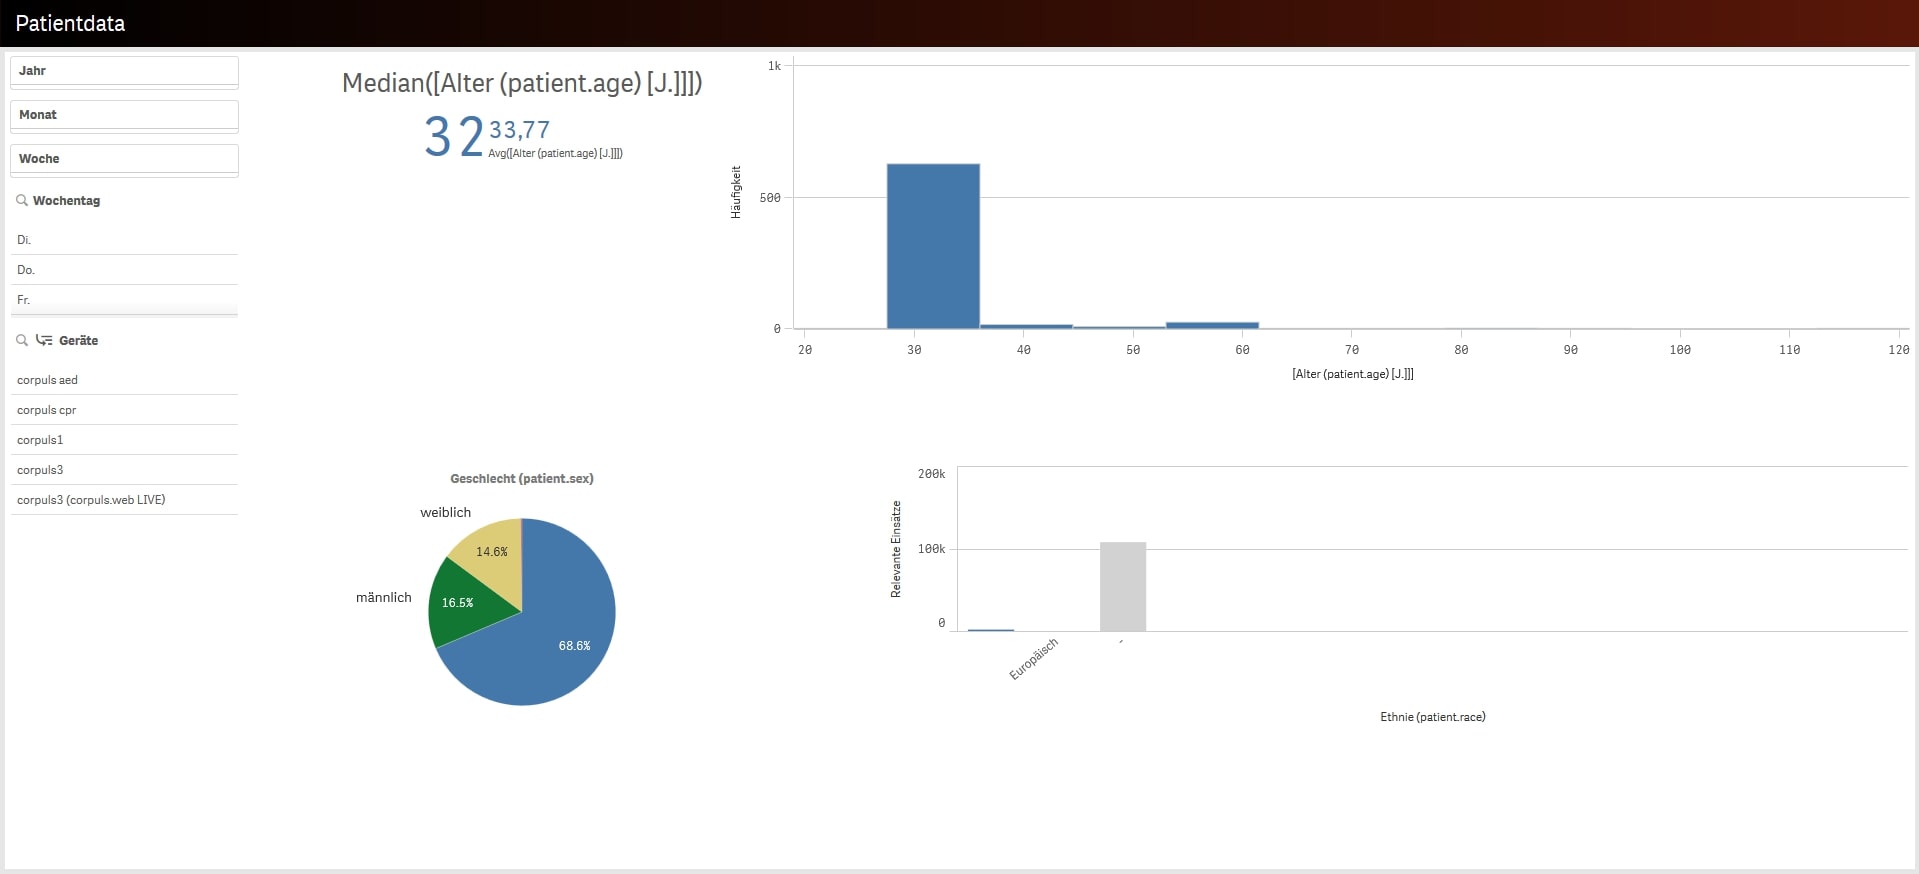 Patientdata
Jahr
Monat
Woche
Wochentag
Di.
Do.
Fr.
Geräte
corpuls aed
corpuls cpr
corpuls1
corpuls3
corpuls3 (corpuls.web LIVE)
Median([Alter (patient.age) [J.]]])
32
33,77
Avg([Alter (patient.age) [J.]]])
Häufigkeit
1k
500
0
20 30 40 50 60 70 80 90 100 110 120
[Alter (patient.age) [J.]]]
Geschlecht (patient.sex)
weiblich
14.6%
männlich
16.5%
68.6%
Relevante Einsätze
200k
100k
0
Europäisch
-
Ethnie (patient.race)